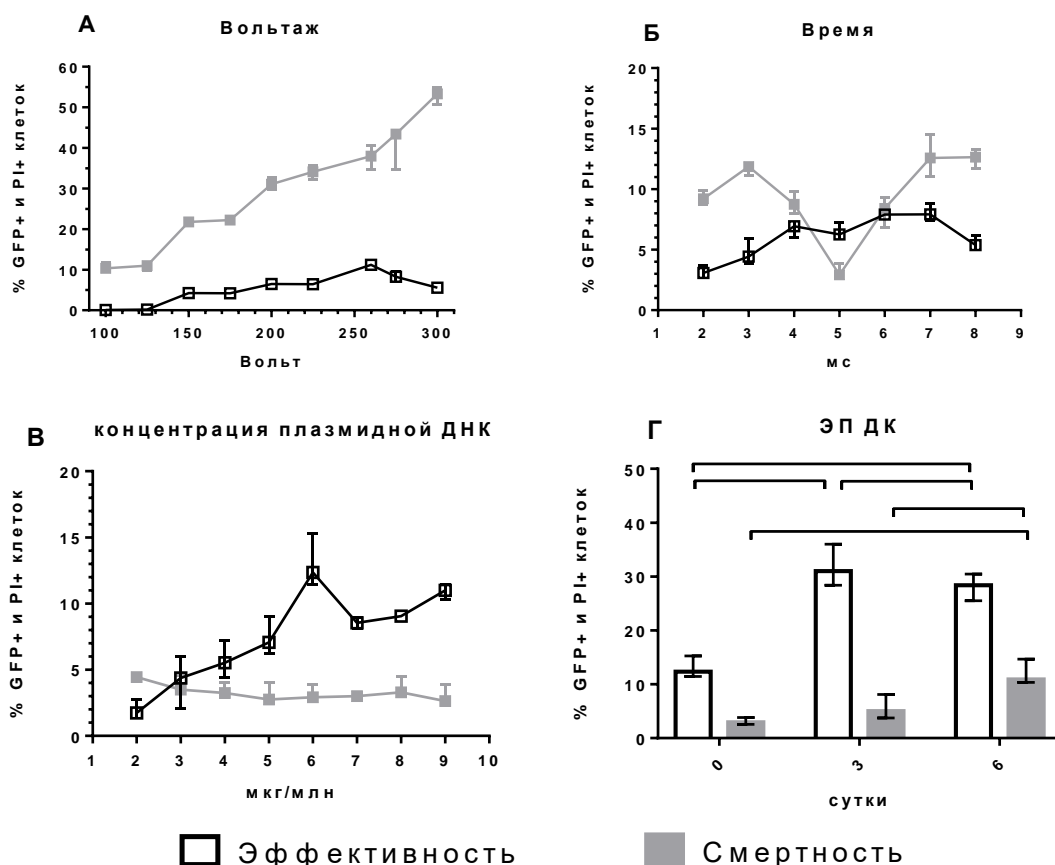 А
Вольтаж
% GFP+ и PI+ клеток
60
50
40
30
20
10
0
100
150
200
250
300
Вольт
Б
Время
% GFP+ и PI+ клеток
20
15
10
5
0
1
2
3
4
5
6
7
8
9
мс
В
концентрация плазмидной ДНК
% GFP+ и PI+ клеток
20
15
10
5
0
1
2
3
4
5
6
7
8
9
10
мкг/млн
Г
ЭП ДК
% GFP+ и PI+ клеток
50
40
30
20
10
0
0
3
6
сутки
Эффективность
Смертность